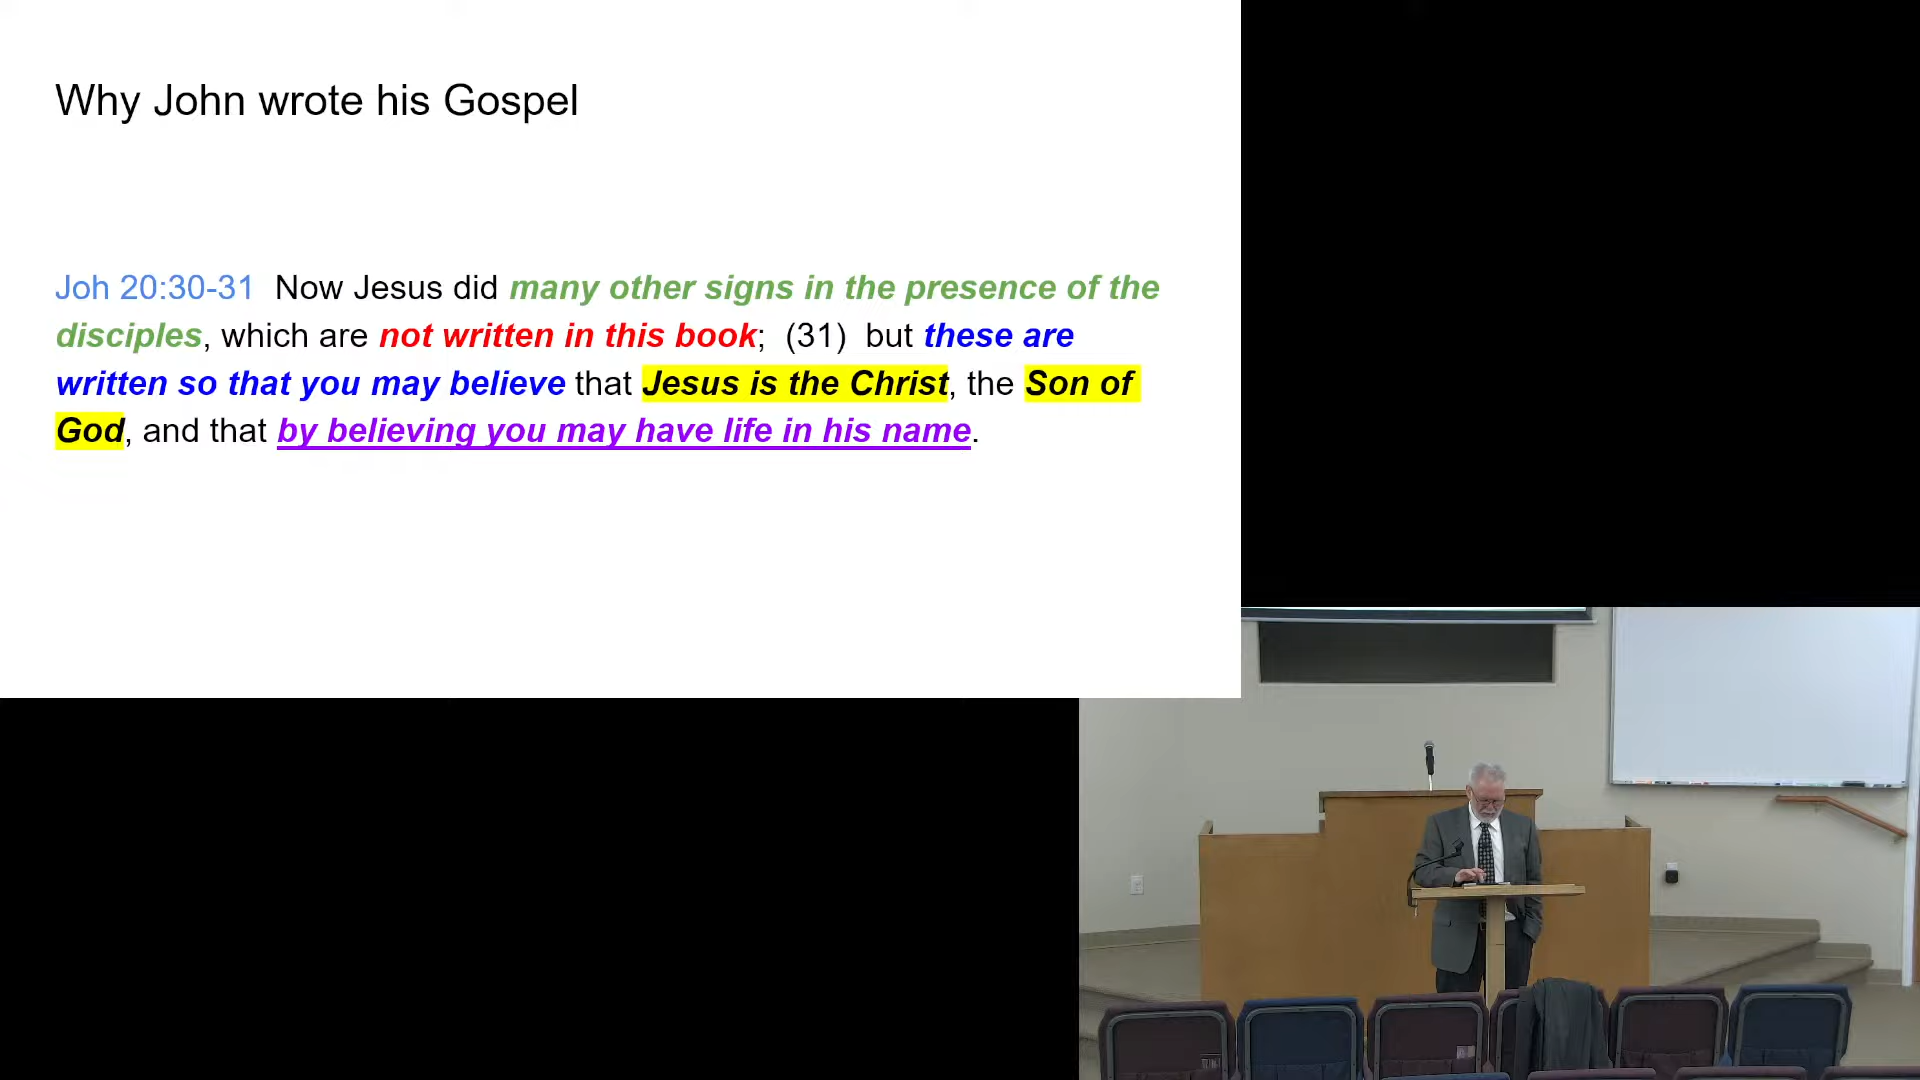 Why John wrote his Gospel
Joh 20:30-31  Now Jesus did many other signs in the presence of the
disciples, which are not written in this book;  (31)  but these are
written so that you may believe that Jesus is the Christ, the Son of
God, and that by believing you may have life in his name.